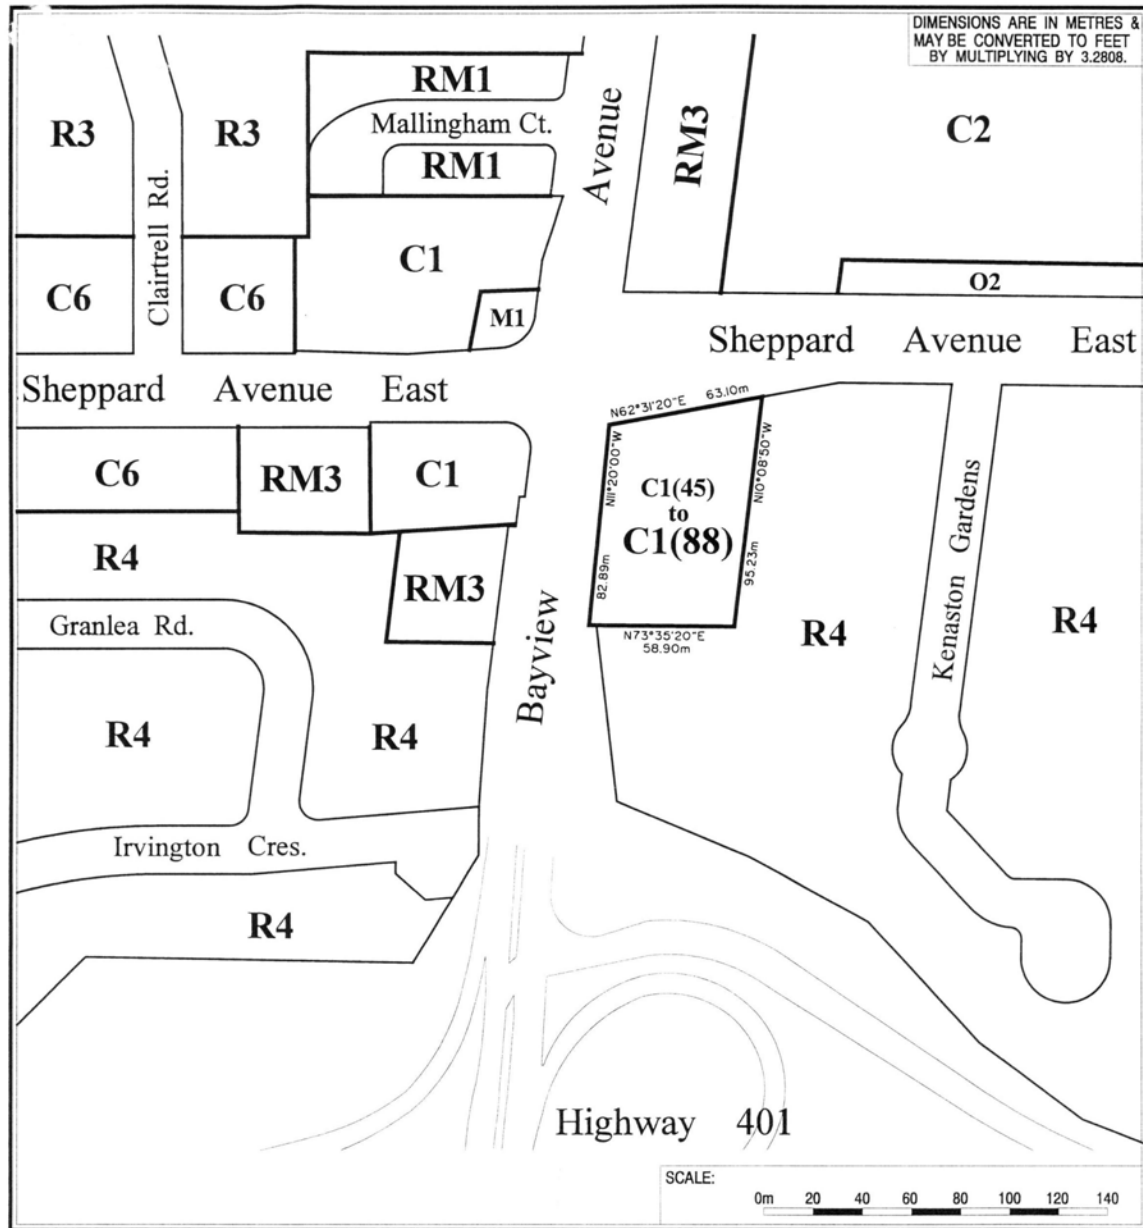 DIMENSIONS ARE IN METRES &
MAY BE CONVERTED TO FEET
BY MULTIPLYING BY 3.2808.
R3
Clairtrell Rd.
R3
RM1
Mallingham Ct.
RM1
Avenue
RM3
C2
C6
C6
C1
M1
O2
Sheppard Avenue East
Sheppard Avenue East
C6
RM3
C1
N62°31'20"E 63.10m
N11°20'00"W
82.89m
C1(45)
to
C1(88)
N10°08'50"W
95.23m
N73°35'20"E
58.90m
R4
RM3
Granlea Rd.
Bayview
R4
Kenaston Gardens
R4
R4
R4
Irvington Cres.
R4
Highway 401
SCALE:
0m 20 40 60 80 100 120 140